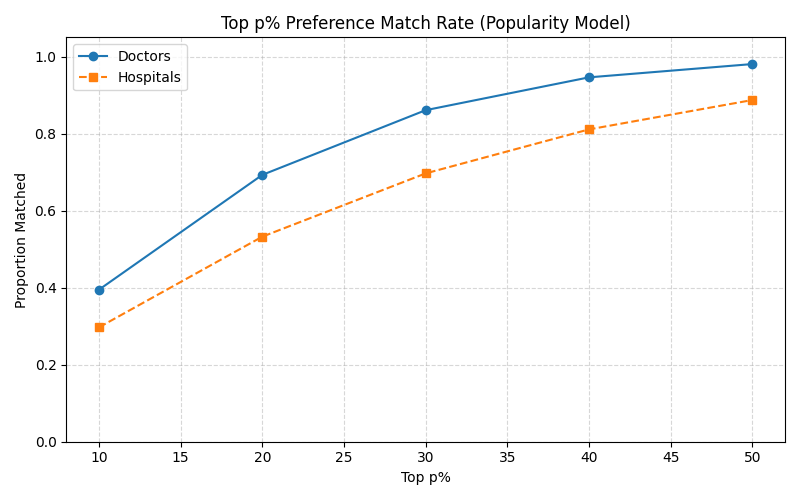 Top p% Preference Match Rate (Popularity Model)
Doctors
Hospitals
Proportion Matched
1.0
0.8
0.6
0.4
0.2
0.0
10 15 20 25 30 35 40 45 50
Top p%